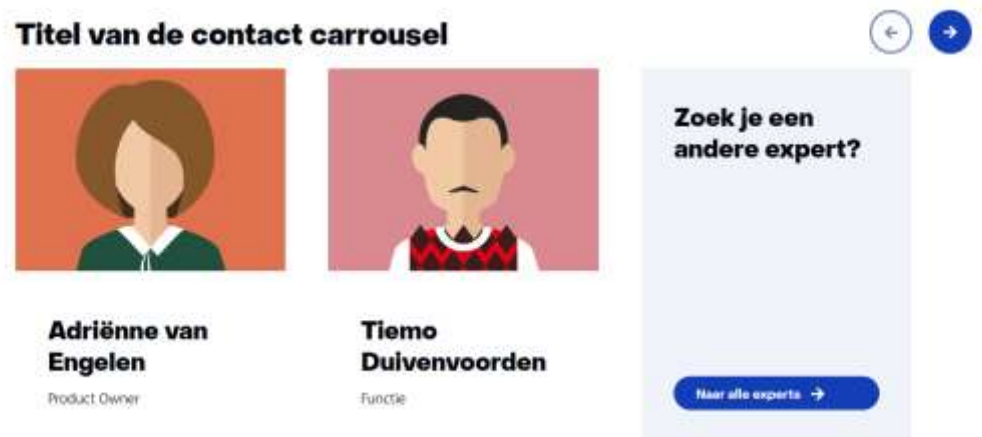 Titel van de contact carrousel
Zoek je een
andere expert?
Adriënne van
Engelen
Product Owner
Tiemo
Duivenvoorden
Functie
Naar alle experts